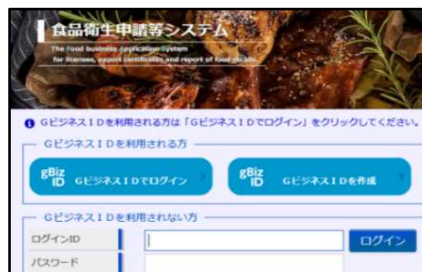 食品衛生申請等システム
The Food business Application System
for licenses, export certificates and report of food recalls
GビジネスIDを利用される方は「GビジネスIDでログイン」をクリックしてください。
GビジネスIDを利用される方
gBiz ID GビジネスIDでログイン
gBiz ID GビジネスIDを作成
GビジネスIDを利用されない方
ログインID
ログイン
パスワード